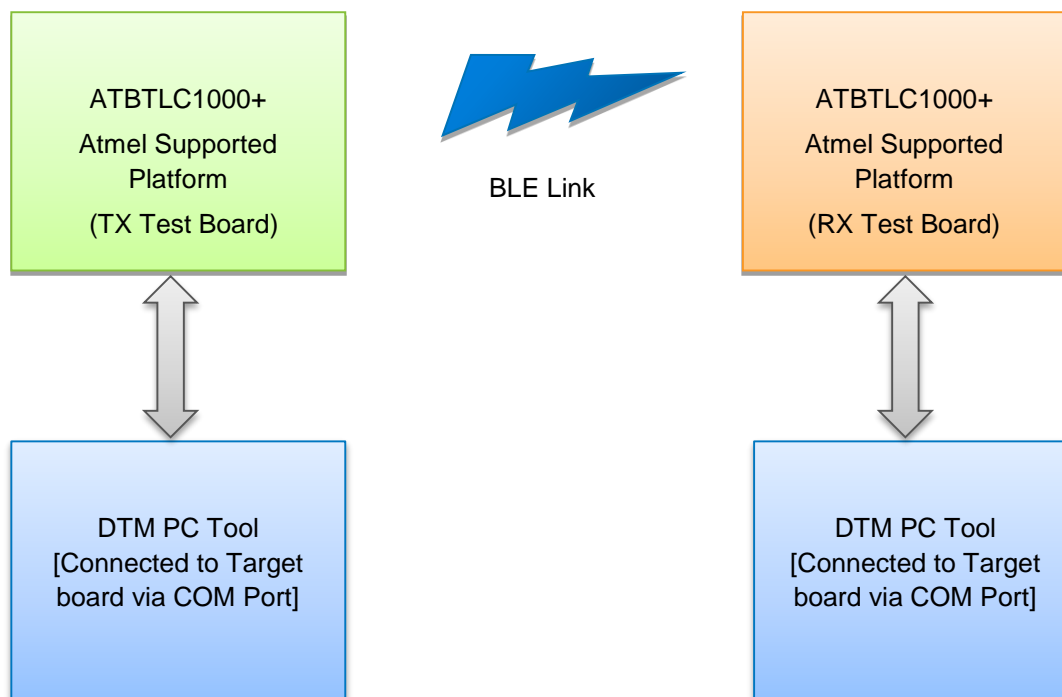 ATBTLC1000+
Atmel Supported
Platform
(TX Test Board)
BLE Link
ATBTLC1000+
Atmel Supported
Platform
(RX Test Board)
DTM PC Tool
[Connected to Target
board via COM Port]
DTM PC Tool
[Connected to Target
board via COM Port]